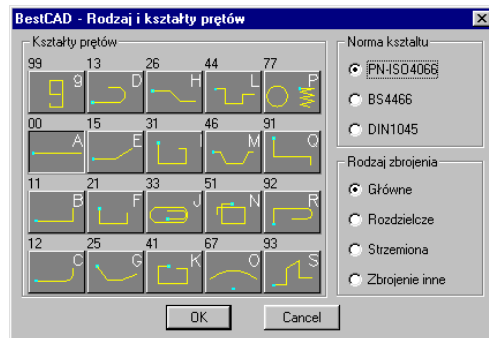 BestCAD - Rodzaj i kształty prętów
Kształty prętów
99 13 26 44 77
9 D H L P
00 15 31 46 91
A E I M Q
11 21 33 51 92
B F J N R
12 25 41 67 93
C G K O S
Norma kształtu
PN-ISO4066
BS4466
DIN1045
Rodzaj zbrojenia
Główne
Rozdzielcze
Strzemiona
Zbrojenie inne
OK Cancel